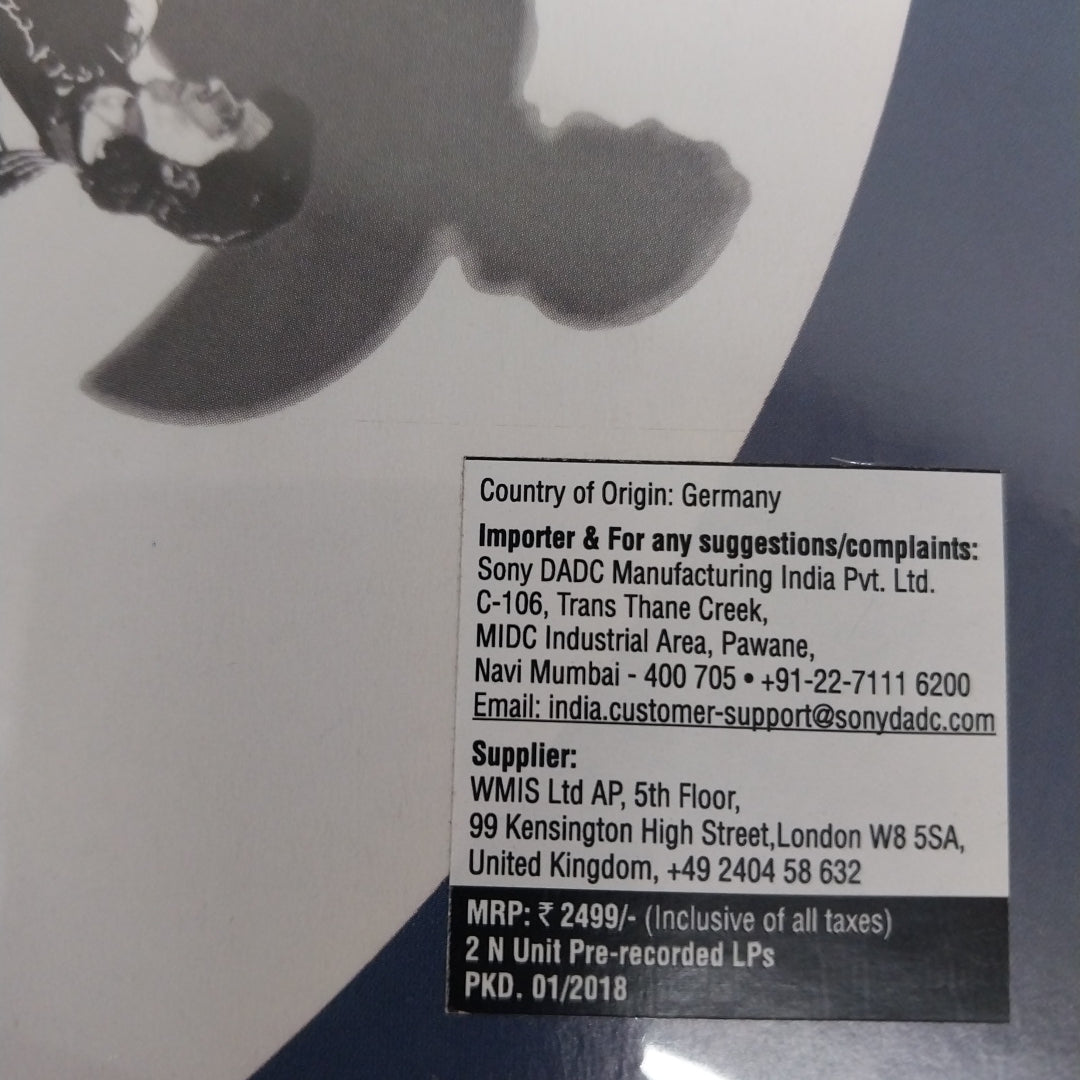 Country of Origin: Germany
Importer & For any suggestions/complaints:
Sony DADC Manufacturing India Pvt. Ltd.
C-106, Trans Thane Creek,
MIDC Industrial Area, Pawane,
Navi Mumbai - 400 705 • +91-22-7111 6200
Email: india.customer-support@sonydadc.com
Supplier:
WMIS Ltd AP, 5th Floor,
99 Kensington High Street,London W8 5SA,
United Kingdom, +49 2404 58 632
MRP: ₹ 2499/- (Inclusive of all taxes)
2 N Unit Pre-recorded LPs
PKD. 01/2018